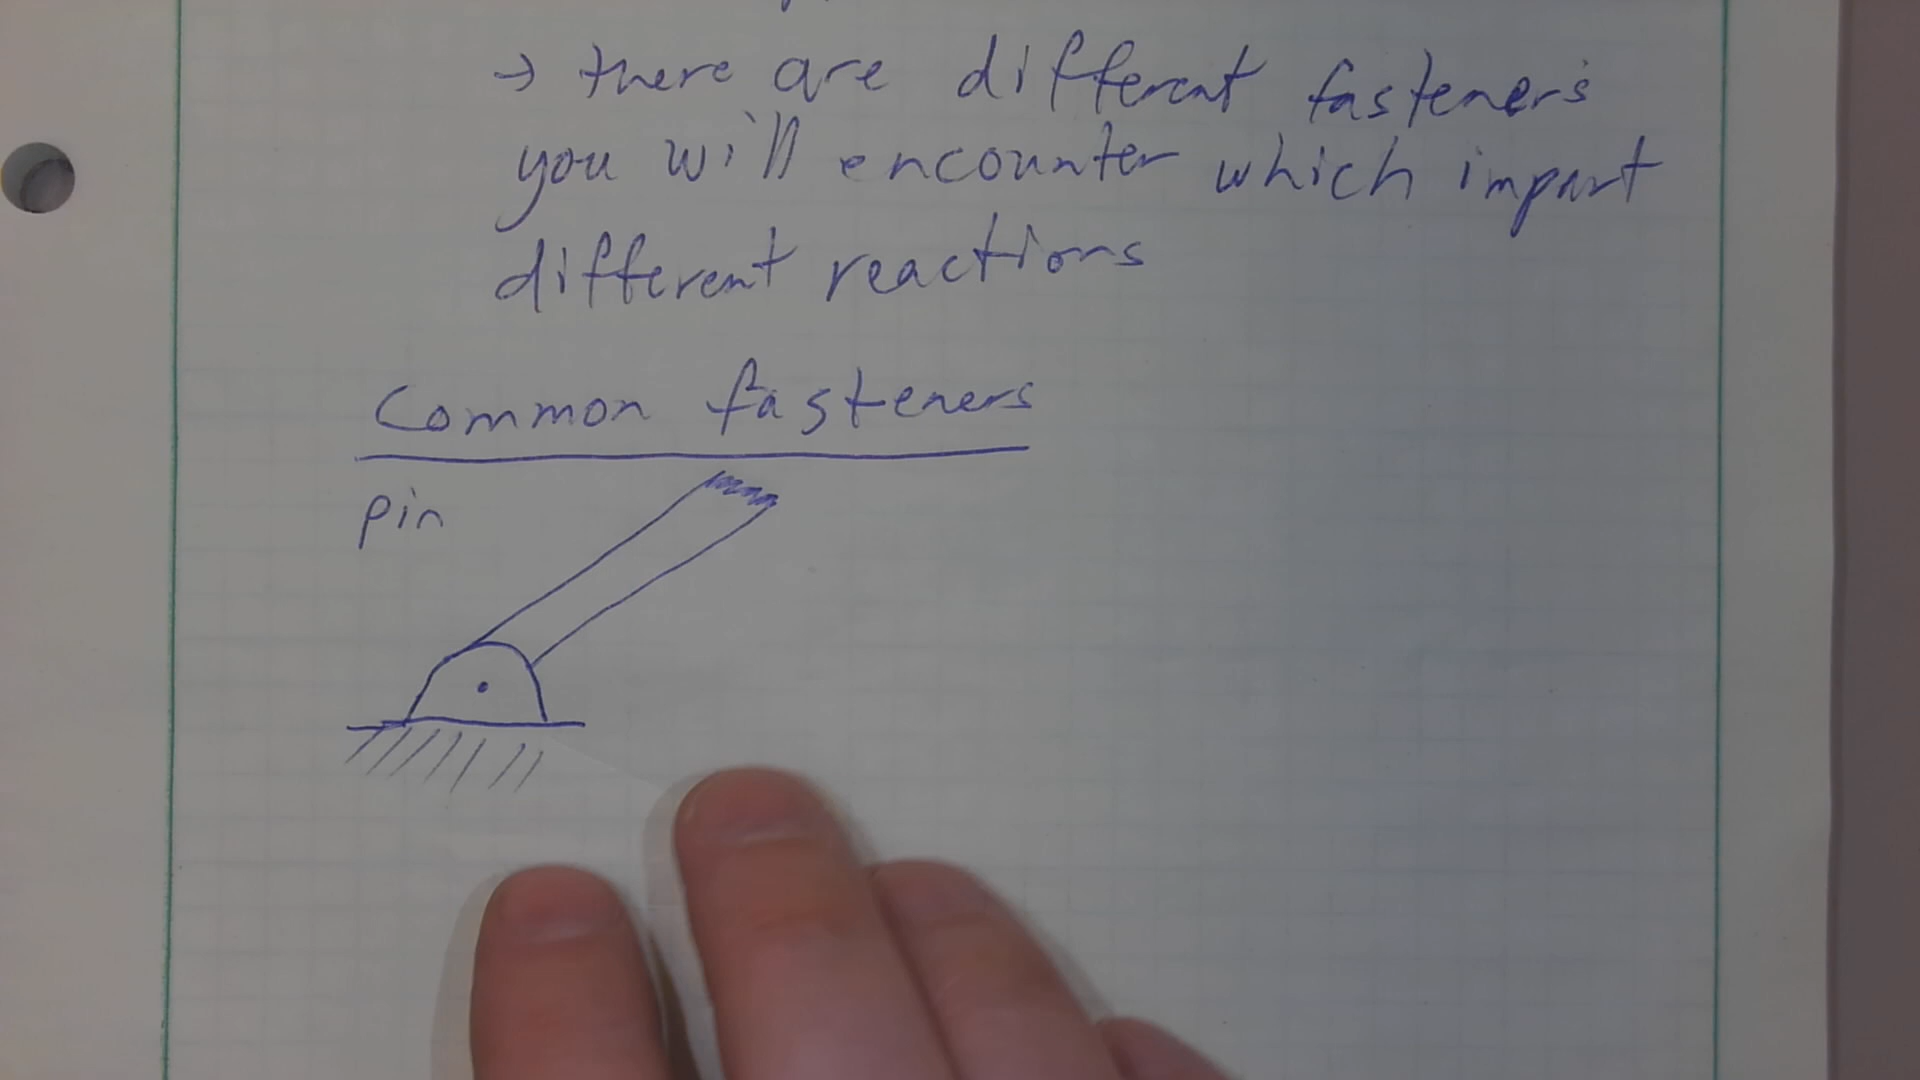 → there are different fasteners
you will encounter which impart
different reactions
Common fasteners
pin